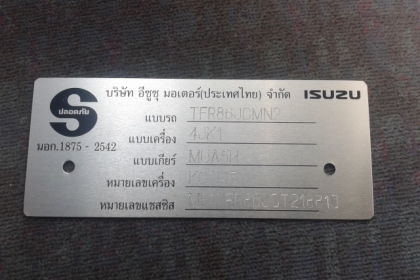 บริษัท อีซูซุ มอเตอร์(ประเทศไทย) จำกัด ISUZU
ปลอดภัย
แบบรถ TFR86JCMN2
แบบเครื่อง 4JK1
มอก.1875 - 2542
แบบเกียร์
หมายเลขเครื่อง
หมายเลขแชสซีส